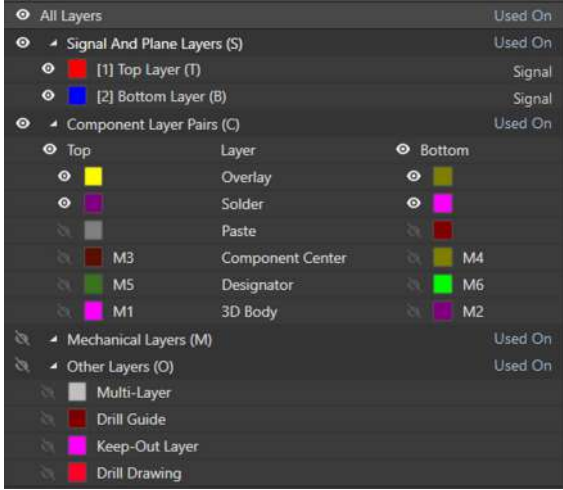 All Layers Used On
Signal And Plane Layers (S) Used On
[1] Top Layer (T) Signal
[2] Bottom Layer (B) Signal
Component Layer Pairs (C) Used On
Top Layer Bottom
Overlay
Solder
Paste
M3 Component Center M4
M5 Designator M6
M1 3D Body M2
Mechanical Layers (M) Used On
Other Layers (O) Used On
Multi-Layer
Drill Guide
Keep-Out Layer
Drill Drawing